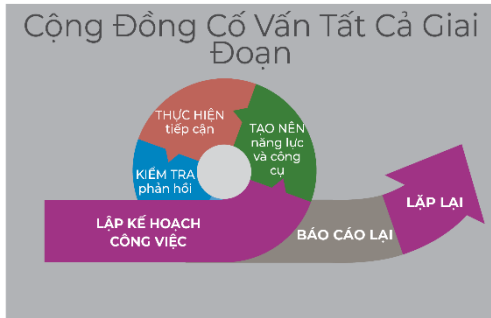 Cộng Đồng Cố Vấn Tất Cả Giai
Đoạn
THỰC HIỆN
tiếp cận
TẠO NÊN
năng lực
và công
cụ
KIỂM TRA
phản hồi
LẬP KẾ HOẠCH
CÔNG VIỆC
BÁO CÁO LẠI
LẶP LẠI